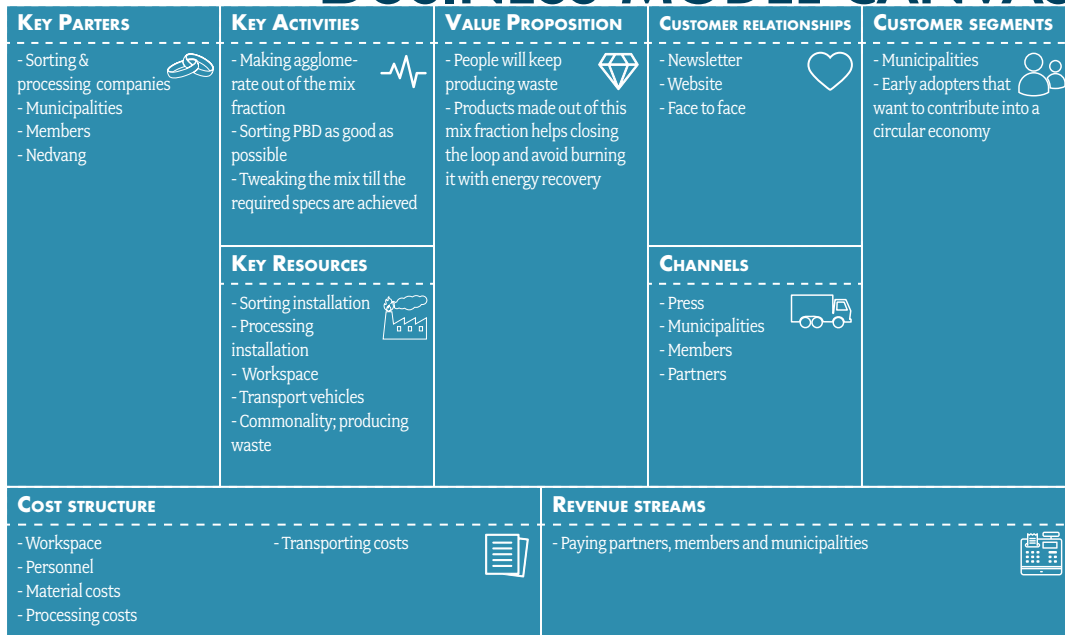 BUSINESS MODEL CANVAS
KEY PARTERS
- Sorting &
processing companies
- Municipalities
- Members
- Nedvang
KEY ACTIVITIES
- Making agglome-
rate out of the mix
fraction
- Sorting PBD as good as
possible
- Tweaking the mix till the
required specs are achieved
KEY RESOURCES
- Sorting installation
- Processing
installation
- Workspace
- Transport vehicles
- Commonality; producing
waste
VALUE PROPOSITION
- People will keep
producing waste
- Products made out of this
mix fraction helps closing
the loop and avoid burning
it with energy recovery
CUSTOMER RELATIONSHIPS
- Newsletter
- Website
- Face to face
CHANNELS
- Press
- Municipalities
- Members
- Partners
CUSTOMER SEGMENTS
- Municipalities
- Early adopters that
want to contribute into a
circular economy
COST STRUCTURE
- Workspace
- Personnel
- Material costs
- Processing costs
- Transporting costs
REVENUE STREAMS
- Paying partners, members and municipalities